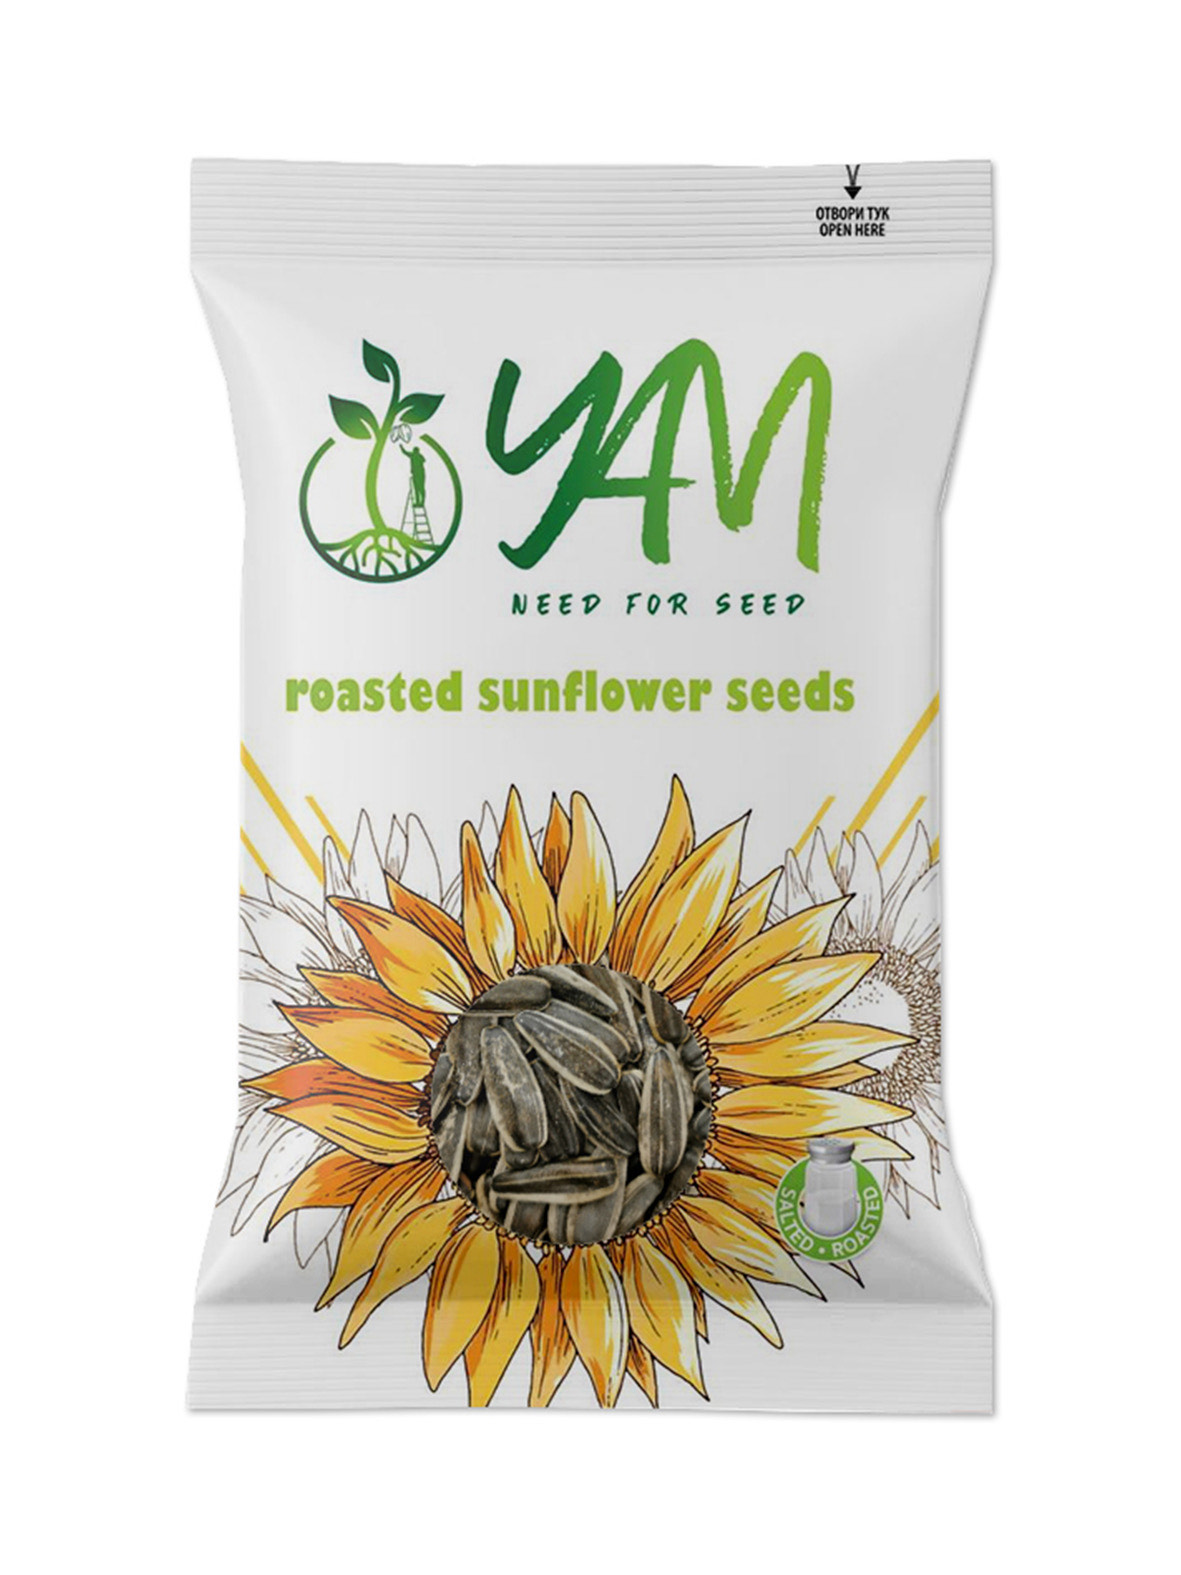 ОТВОРИ ТУК
OPEN HERE
YAM
NEED FOR SEED
roasted sunflower seeds
SALTED • ROASTED